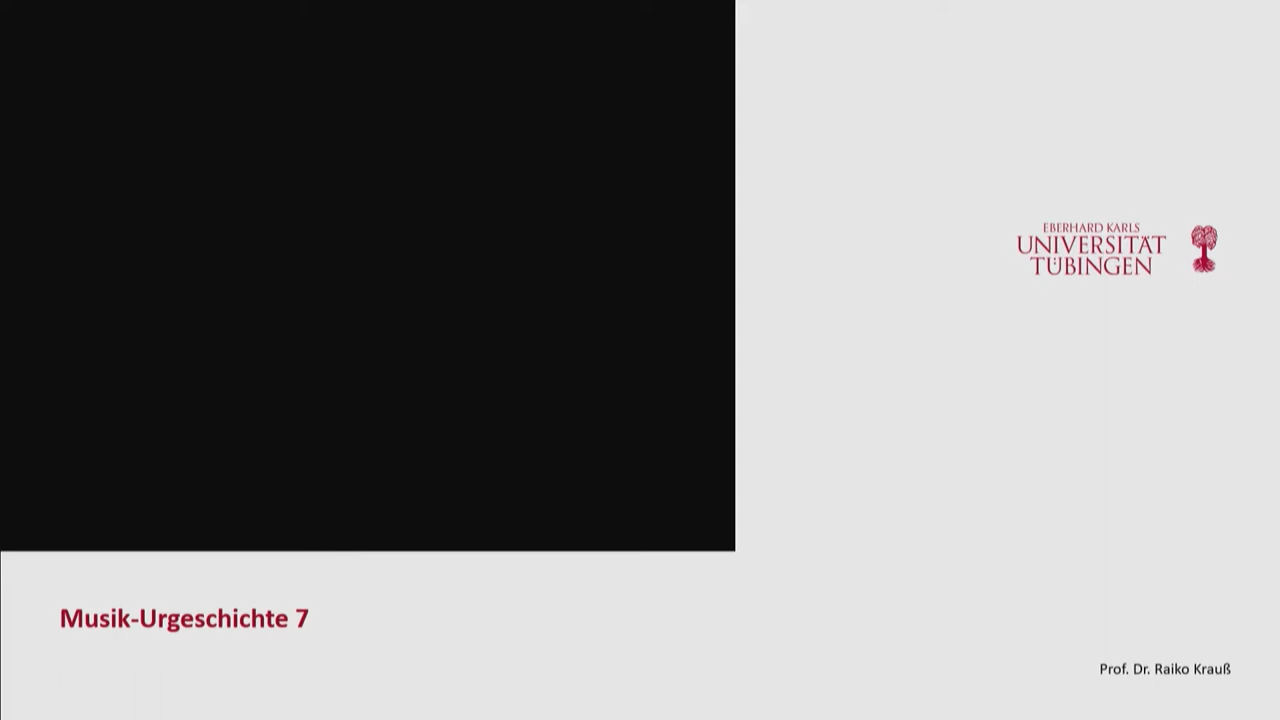 EBERHARD KARLS
UNIVERSITÄT
TÜBINGEN
Musik-Urgeschichte 7
Prof. Dr. Raiko Krauß